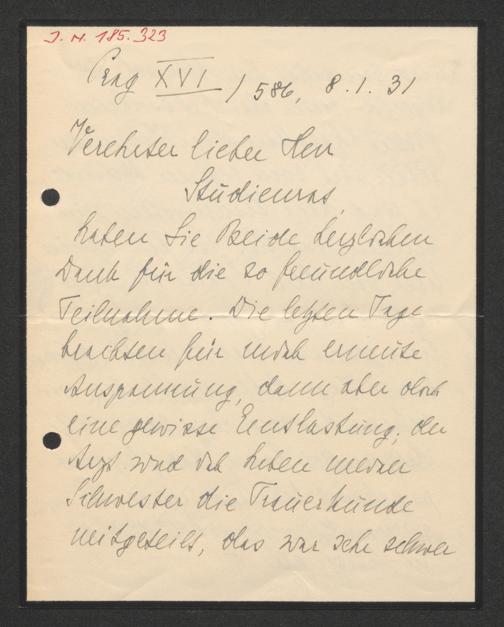 J. N. 185.323
Prag XVI / 586, 8.1.31
Verehrter lieber Herr
Studienrat
haben Sie Beide herzlichen
Dank für die so freundliche
Teilnahme. Die letzten Tage
brachten für mich erneute
Anspannung, dann aber doch
eine gewisse Entlastung; der
Arzt und ich haben meiner
Schwester die Trauerkunde
mitgeteilt, das war sehr schwer